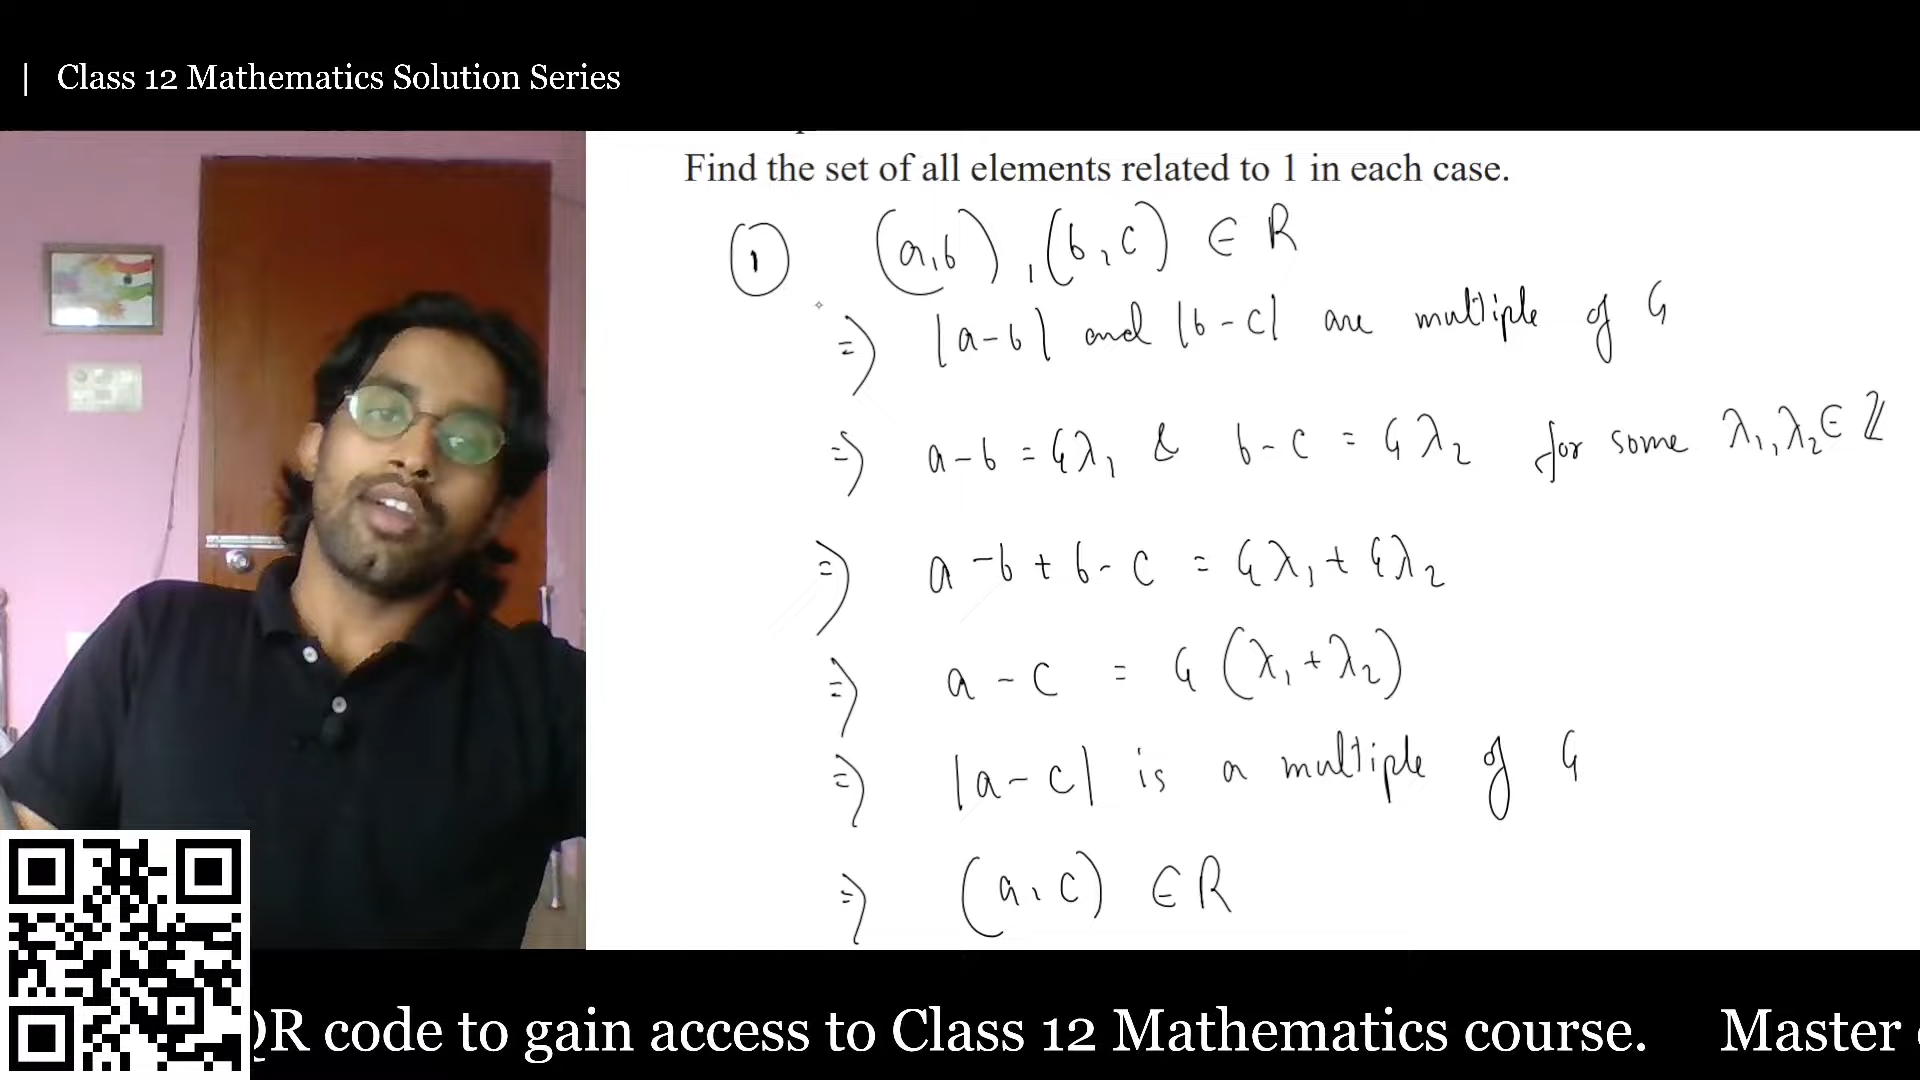 | Class 12 Mathematics Solution Series
Find the set of all elements related to 1 in each case.
① (a,b), (b,c) ∈ R
⇒ |a-b| and |b-c| are multiple of 4
⇒ a-b = 4λ₁ & b-c = 4λ₂ for some λ₁,λ₂ ∈ ℤ
⇒ a-b+b-c = 4λ₁+4λ₂
⇒ a-c = 4(λ₁+λ₂)
⇒ |a-c| is a multiple of 4
⇒ (a,c) ∈ R
QR code to gain access to Class 12 Mathematics course. Master